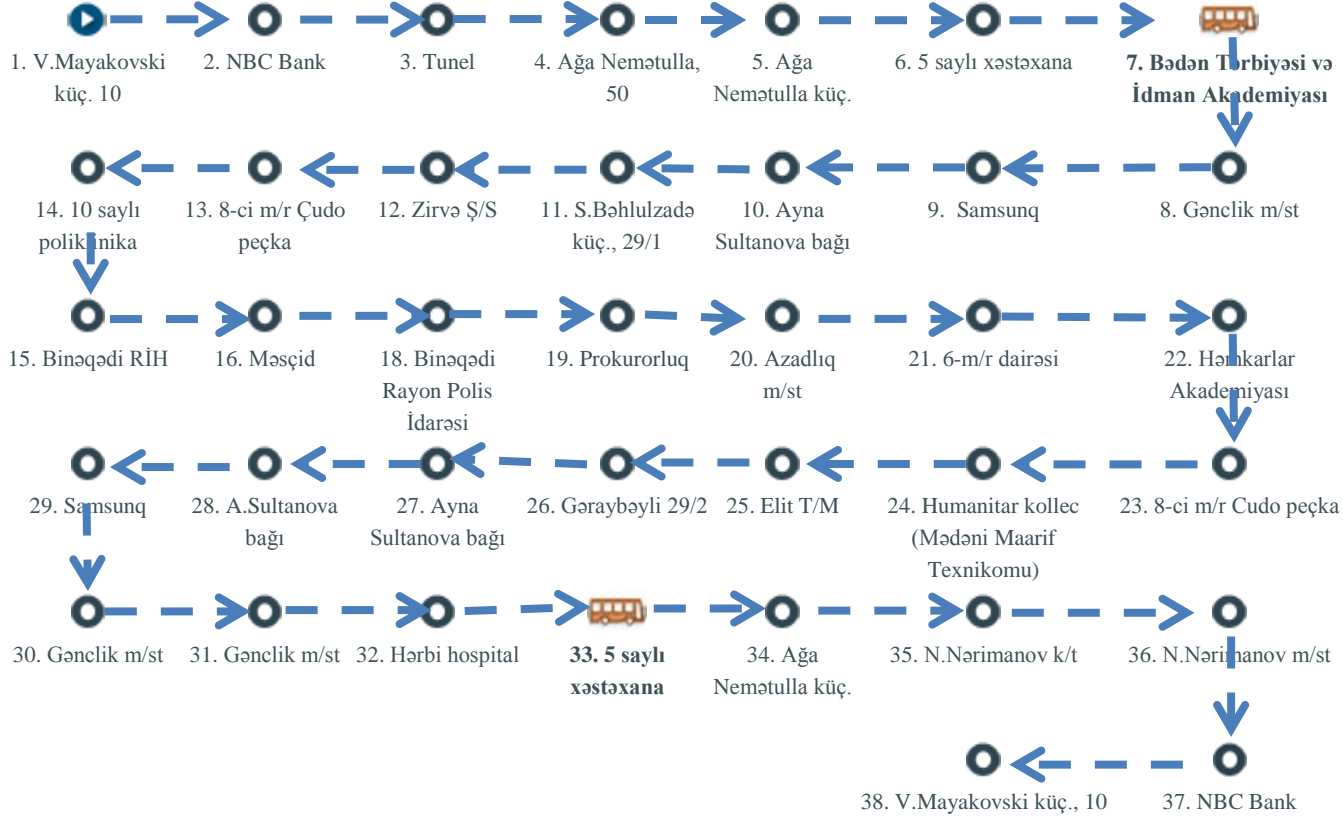 1. V.Mayakovski
küç. 10
2. NBC Bank
3. Tunel
4. Ağa Nemətulla,
50
5. Ağa
Nemətulla küç.
6. 5 saylı xəstəxana
7. Bədən Tərbiyəsi və
İdman Akademiyası
14. 10 saylı
poliklinika
13. 8-ci m/r Çudo
peçka
12. Zirvə Ş/S
11. S.Bəhlulzadə
küç., 29/1
10. Ayna
Sultanova bağı
9. Samsunq
8. Gənclik m/st
15. Binəqədi RİH
16. Məsçid
18. Binəqədi
Rayon Polis
İdarəsi
19. Prokurorluq
20. Azadlıq
m/st
21. 6-m/r dairəsi
22. Həmkarlar
Akademiyası
29. Samsunq
28. A.Sultanova
bağı
27. Ayna
Sultanova bağı
26. Gəraybəyli 29/2
25. Elit T/M
24. Humanitar kollec
(Mədəni Maarif
Texnikomu)
23. 8-ci m/r Cudo peçka
30. Gənclik m/st
31. Gənclik m/st
32. Hərbi hospital
33. 5 saylı
xəstəxana
34. Ağa
Nemətulla küç.
35. N.Nərimanov k/t
36. N.Nərimanov m/st
38. V.Mayakovski küç., 10
37. NBC Bank